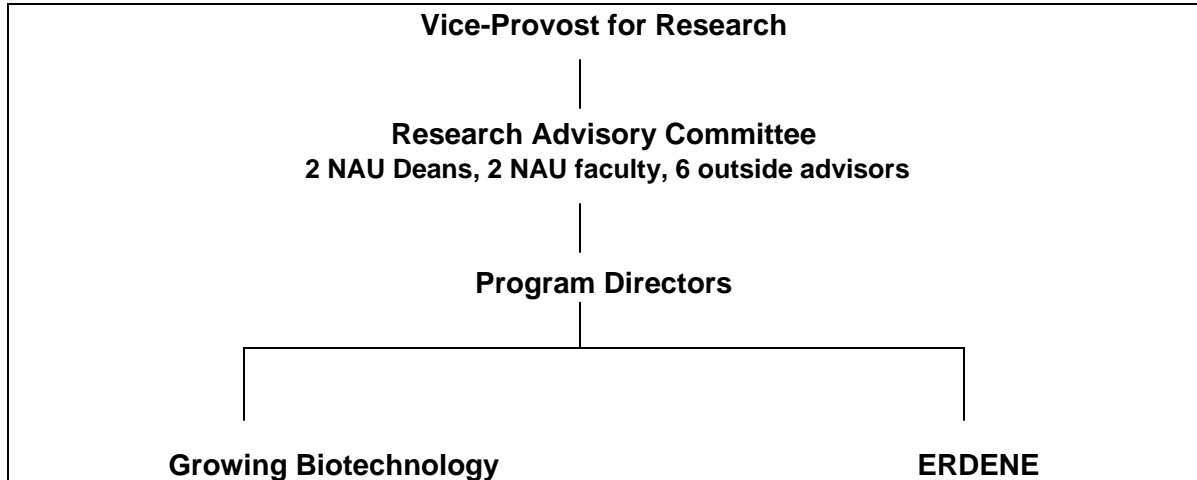 Vice-Provost for Research
Research Advisory Committee
2 NAU Deans, 2 NAU faculty, 6 outside advisors
Program Directors
Growing Biotechnology
ERDENE